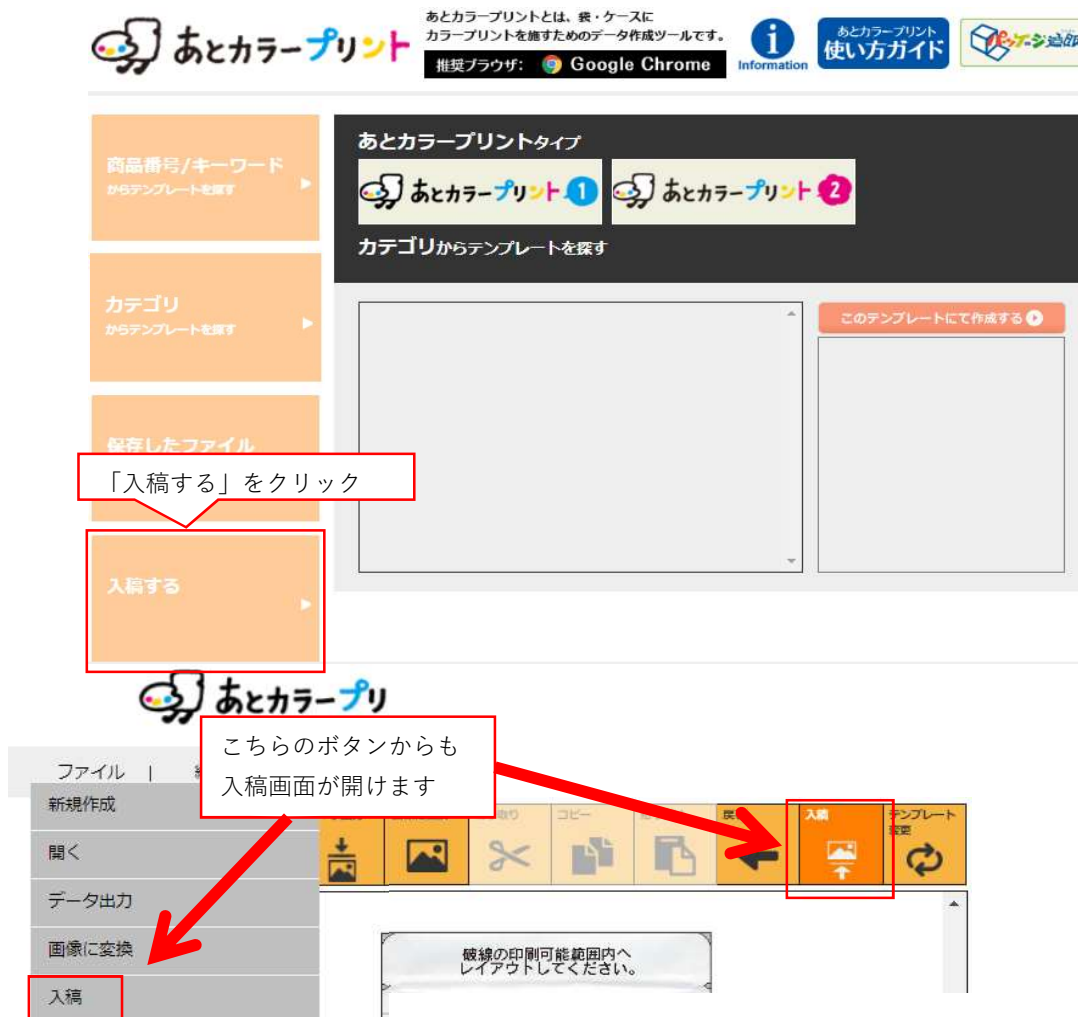 あとカラープリント
あとカラープリントとは、袋・ケースに
カラープリントを施すためのデータ作成ツールです。
推奨ブラウザ: Google Chrome
Information
あとカラープリント
使い方ガイド
パッケージ通販
商品番号/キーワード
からテンプレートを探す
あとカラープリントタイプ
あとカラープリント1
あとカラープリント2
カテゴリからテンプレートを探す
カテゴリ
からテンプレートを探す
このテンプレートにて作成する
保存したファイル
「入稿する」をクリック
入稿する
あとカラープリ
こちらのボタンからも
入稿画面が開けます
ファイル |
新規作成
開く
データ出力
画像に変換
入稿
コピー
戻
入稿
テンプレート
変更
破線の印刷可能範囲内へ
レイアウトしてください。